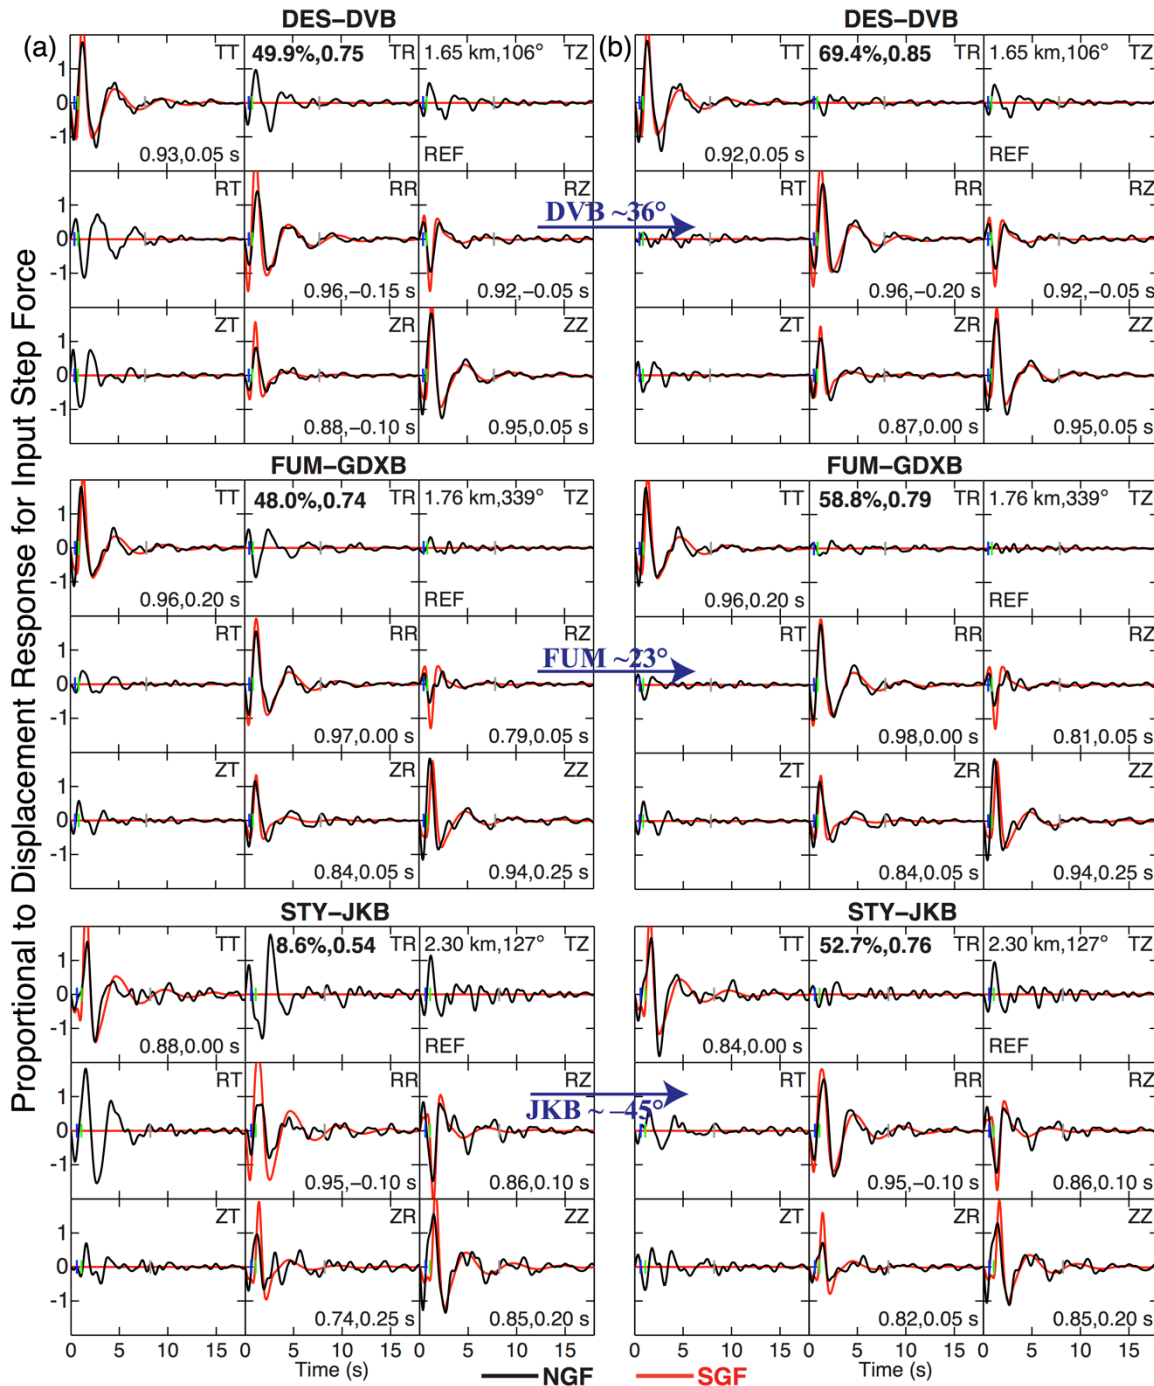 DES–DVB DES–DVB
(a) (b)
TT 49.9%,0.75 TR 1.65 km,106° TZ TT 69.4%,0.85 TR 1.65 km,106° TZ
1
0
-1
0.93,0.05 s REF 0.92,0.05 s REF
RT RR RZ RT RR RZ
1
0
-1
DVB ~36°
0.96,–0.15 s 0.92,–0.05 s 0.96,–0.20 s 0.92,–0.05 s
ZT ZR ZZ ZT ZR ZZ
1
0
-1
0.88,–0.10 s 0.95,0.05 s 0.87,0.00 s 0.95,0.05 s
Proportional to Displacement Response for Input Step Force
FUM–GDXB FUM–GDXB
TT 48.0%,0.74 TR 1.76 km,339° TZ TT 58.8%,0.79 TR 1.76 km,339° TZ
1
0
-1
0.96,0.20 s REF 0.96,0.20 s REF
RT RR RZ RT RR RZ
1
0
-1
FUM ~23°
0.97,0.00 s 0.79,0.05 s 0.98,0.00 s 0.81,0.05 s
ZT ZR ZZ ZT ZR ZZ
1
0
-1
0.84,0.05 s 0.94,0.25 s 0.84,0.05 s 0.94,0.25 s
STY–JKB STY–JKB
TT 8.6%,0.54 TR 2.30 km,127° TZ TT 52.7%,0.76 TR 2.30 km,127° TZ
1
0
-1
0.88,0.00 s REF 0.84,0.00 s REF
RT RR RZ RT RR RZ
1
0
-1
JKB ~ –45°
0.95,–0.10 s 0.86,0.10 s 0.95,–0.10 s 0.86,0.10 s
ZT ZR ZZ ZT ZR ZZ
1
0
-1
0.74,0.25 s 0.85,0.20 s 0.82,0.05 s 0.85,0.20 s
0 5 10 15 0 5 10 15 0 5 10 15 0 5 10 15 0 5 10 15 0 5 10 15
Time (s) Time (s)
NGF SGF